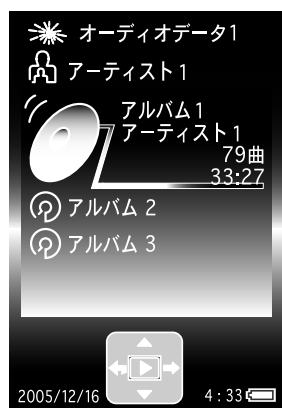 オーディオデータ1
アーティスト1
アルバム1
アーティスト1
79曲
33:27
アルバム 2
アルバム 3
2005/12/16
4:33